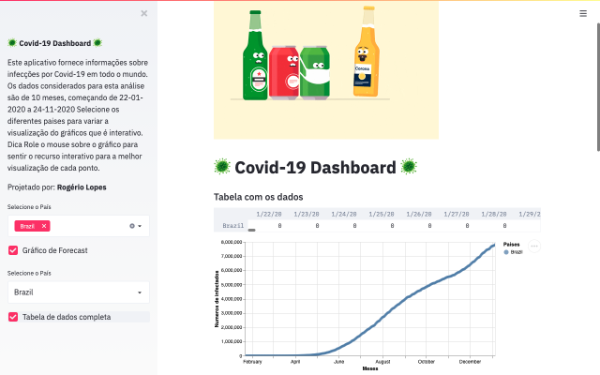 Covid-19 Dashboard
Este aplicativo fornece informações sobre
infecções por Covid-19 em todo o mundo.
Os dados considerados para esta análise
são de 10 meses, começando de 22-01-
2020 a 24-11-2020 Selecione os
diferentes paises para variar a
visualização do gráficos que é interativo.
Dica Role o mouse sobre o gráfico para
sentir o recurso interativo para a melhor
visualização de cada ponto.
Projetado por: Rogério Lopes
Selecione o País
Brazil
Gráfico de Forecast
Selecione o País
Brazil
Tabela de dados completa
Corona
Covid-19 Dashboard
Tabela com os dados
1/22/20 1/23/20 1/24/20 1/25/20 1/26/20 1/27/20 1/28/20 1/29/2
Brazil 0 0 0 0 0 0 0
8,000,000
7,000,000
6,000,000
5,000,000
4,000,000
3,000,000
2,000,000
1,000,000
0
Numeros de Infectados
February April June August October December
Meses
Países
Brazil